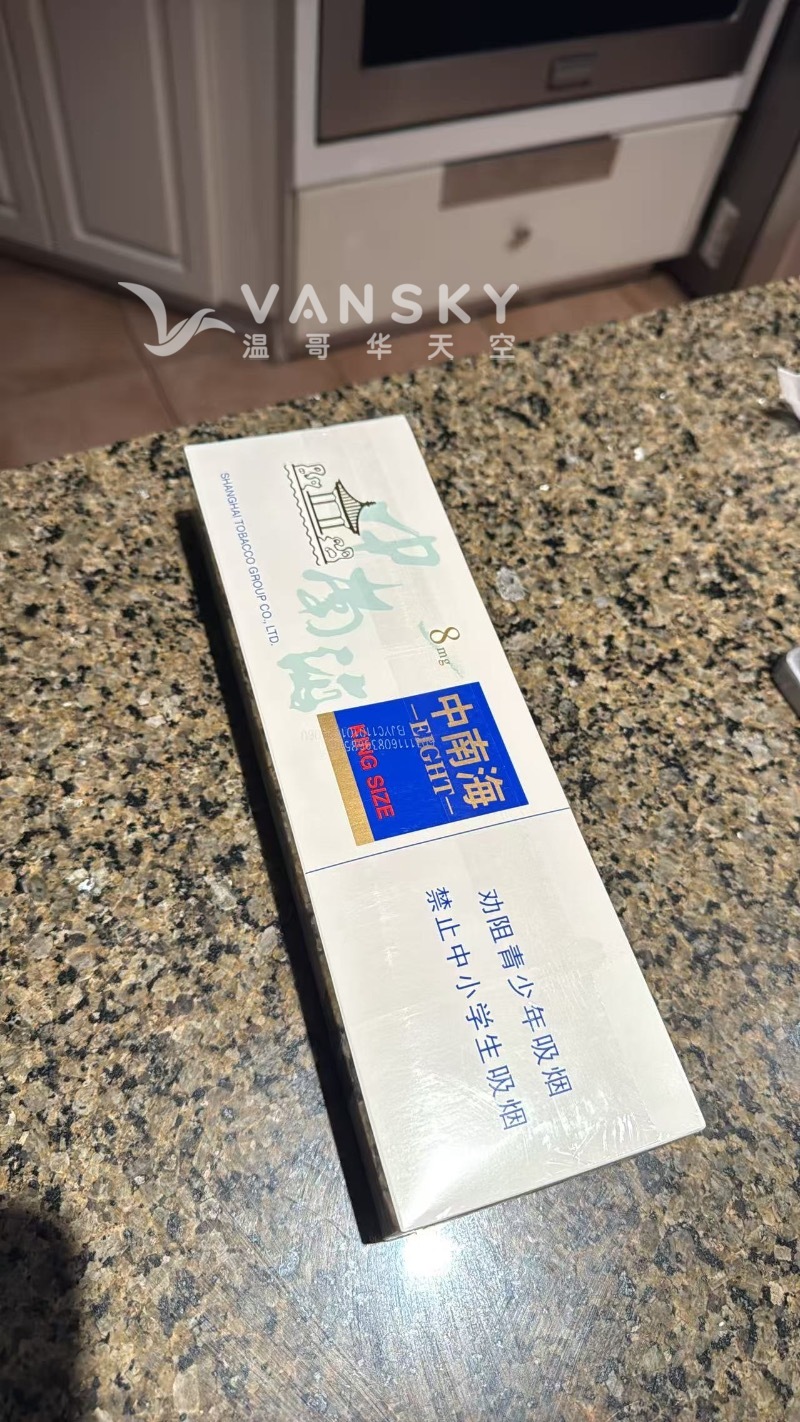 VANSKY
温哥华天空
SHANGHAI TOBACCO GROUP CO., LTD.
中南海
8mg
中南海
EIGHT
KING SIZE
劝阻青少年吸烟
禁止中小学生吸烟